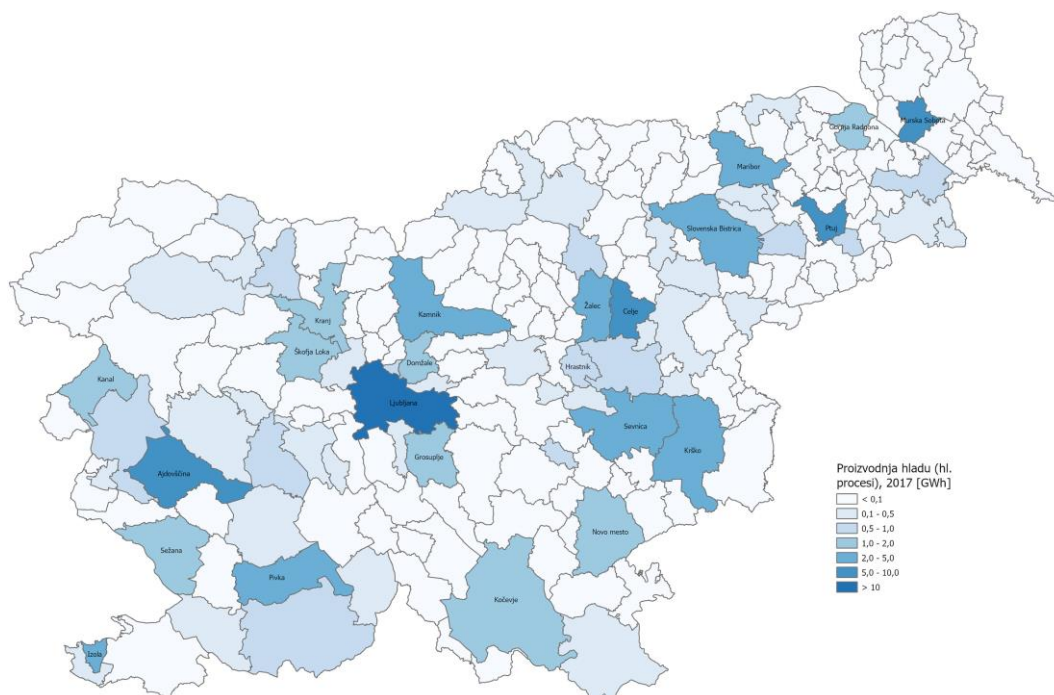 Murska Sobota
Gornja Radgona
Maribor
Ptuj
Slovenska Bistrica
Kamnik
Žalec
Celje
Kranj
Škofja Loka
Domžale
Hrastnik
Kanal
Ljubljana
Sevnica
Krško
Grosuplje
Ajdovščina
Novo mesto
Sežana
Pivka
Kočevje
Izola
Proizvodnja hladu (hl.
procesi), 2017 [GWh]
< 0,1
0,1 - 0,5
0,5 - 1,0
1,0 - 2,0
2,0 - 5,0
5,0 - 10,0
> 10